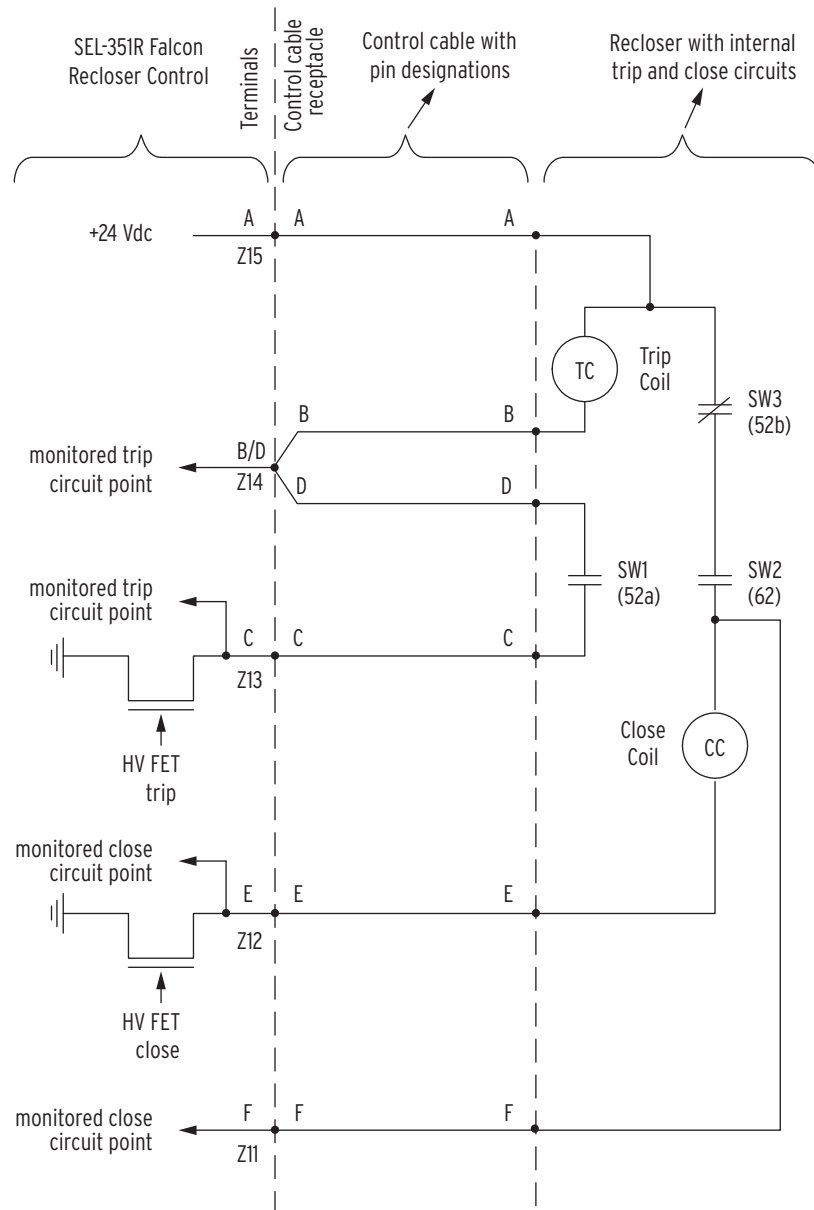 SEL-351R Falcon
Recloser Control
Terminals
Control cable
receptacle
Control cable with
pin designations
Recloser with internal
trip and close circuits
+24 Vdc
A
A
A
Z15
TC
Trip
Coil
SW3
(52b)
B
B
monitored trip
circuit point
B/D
Z14
D
D
SW1
(52a)
SW2
(62)
monitored trip
circuit point
C
C
C
Z13
HV FET
trip
Close
Coil
CC
monitored close
circuit point
E
E
E
Z12
HV FET
close
monitored close
circuit point
F
F
F
Z11